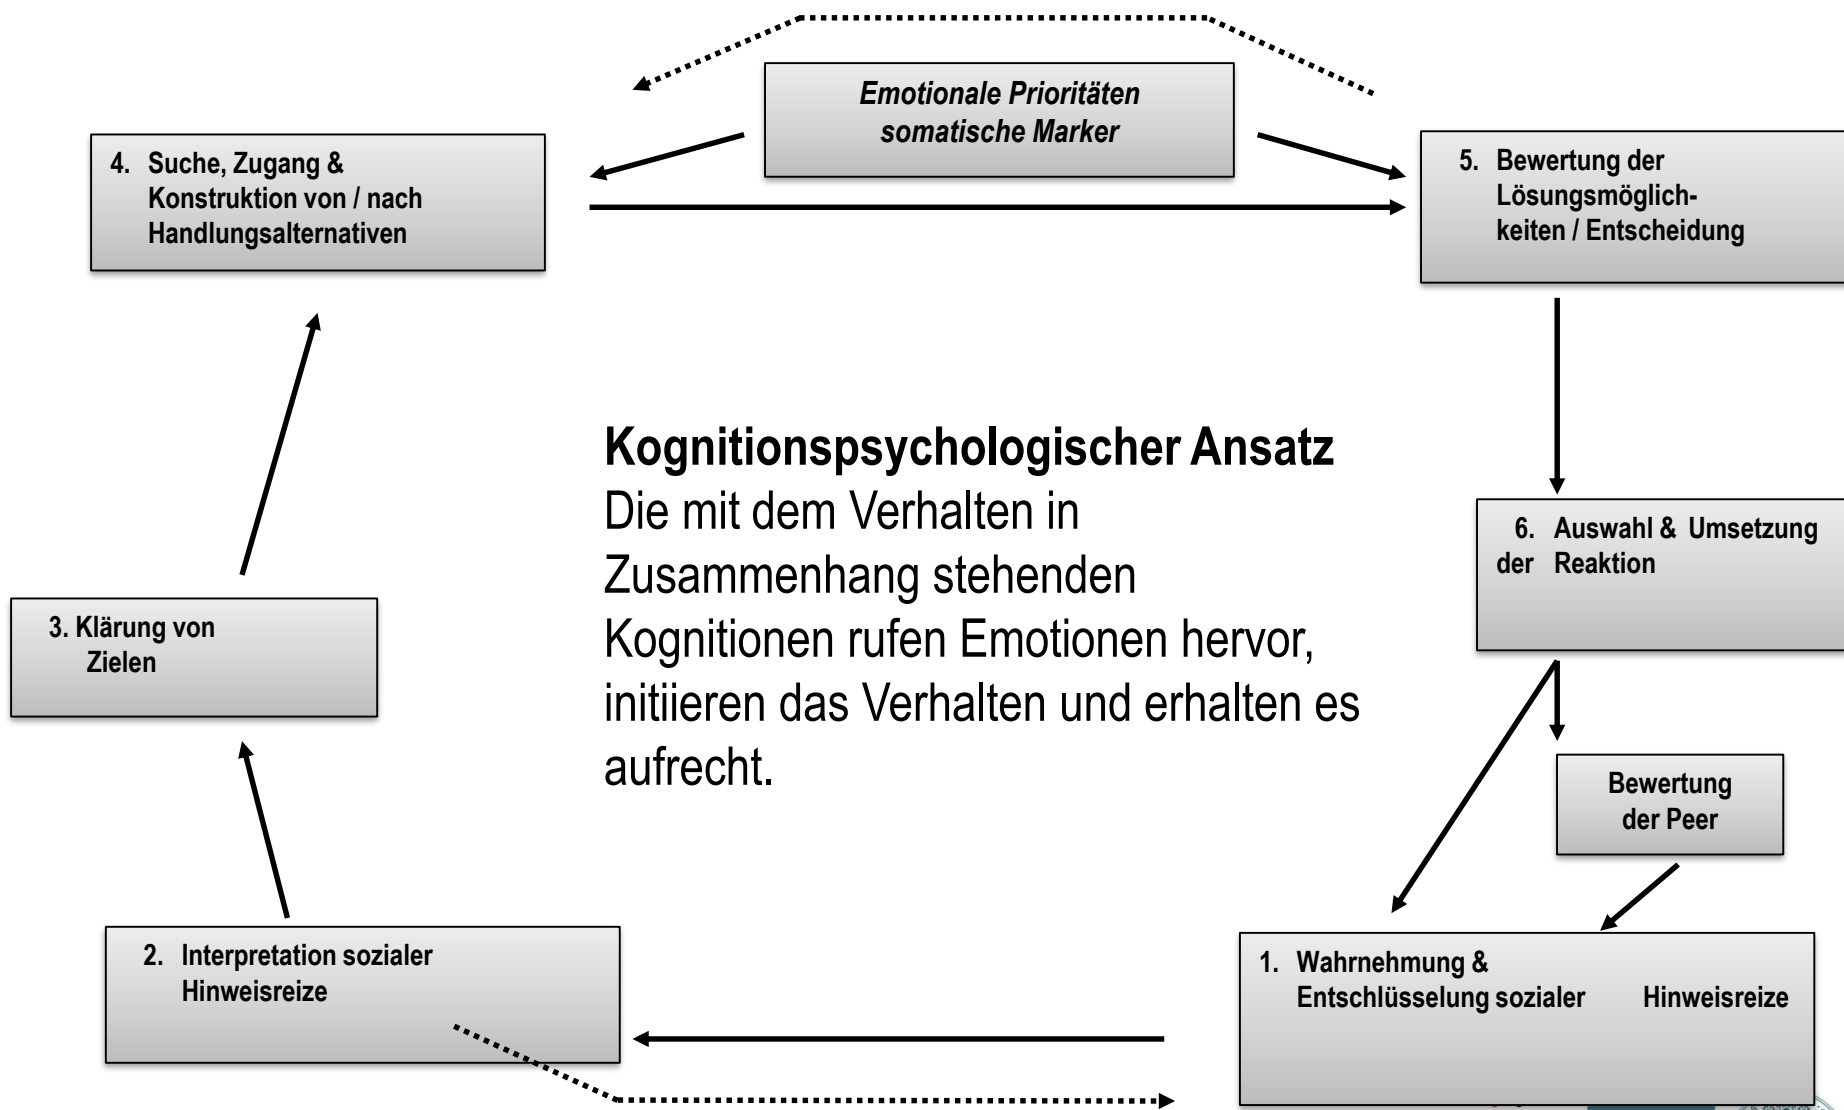 Emotionale Prioritäten
somatische Marker
4. Suche, Zugang &
Konstruktion von / nach
Handlungsalternativen
5. Bewertung der
Lösungsmöglich-
keiten / Entscheidung
Kognitionspsychologischer Ansatz
Die mit dem Verhalten in
Zusammenhang stehenden
Kognitionen rufen Emotionen hervor,
initiieren das Verhalten und erhalten es
aufrecht.
6. Auswahl & Umsetzung
der Reaktion
3. Klärung von
Zielen
Bewertung
der Peer
2. Interpretation sozialer
Hinweisreize
1. Wahrnehmung &
Entschlüsselung sozialer Hinweisreize